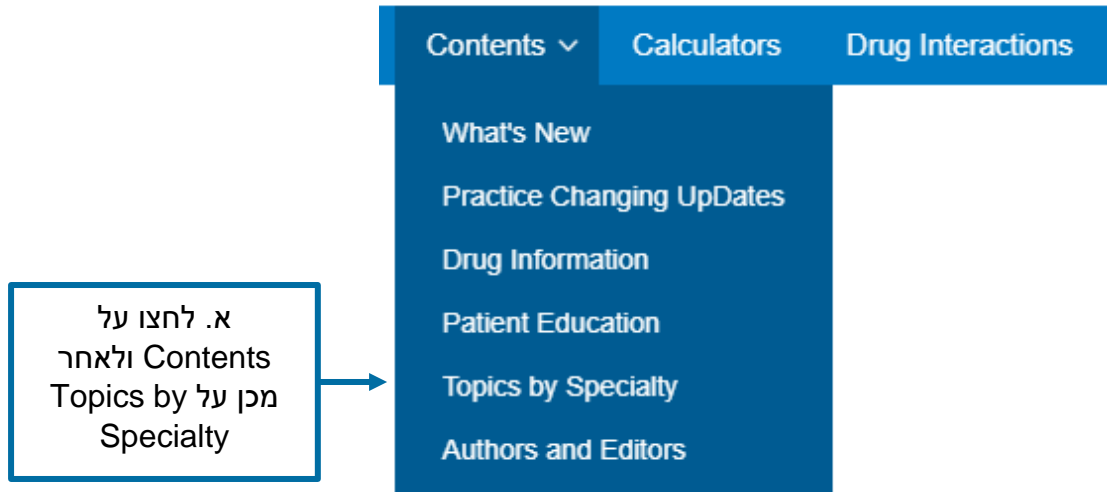 Contents
Calculators
Drug Interactions
What's New
Practice Changing UpDates
Drug Information
Patient Education
Topics by Specialty
Authors and Editors
א. לחצו על
Contents ולאחר
מכן על Topics by
Specialty